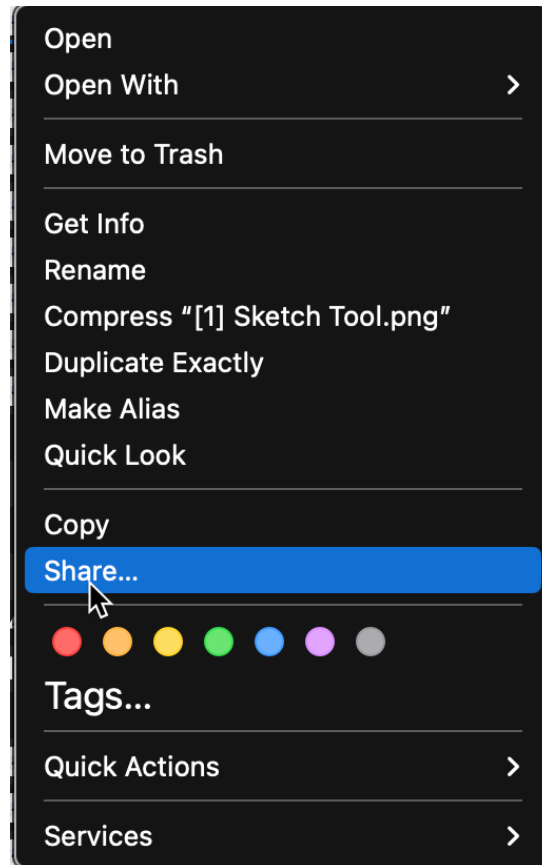 Open
Open With
Move to Trash
Get Info
Rename
Compress “[1] Sketch Tool.png”
Duplicate Exactly
Make Alias
Quick Look
Copy
Share...
Tags...
Quick Actions
Services